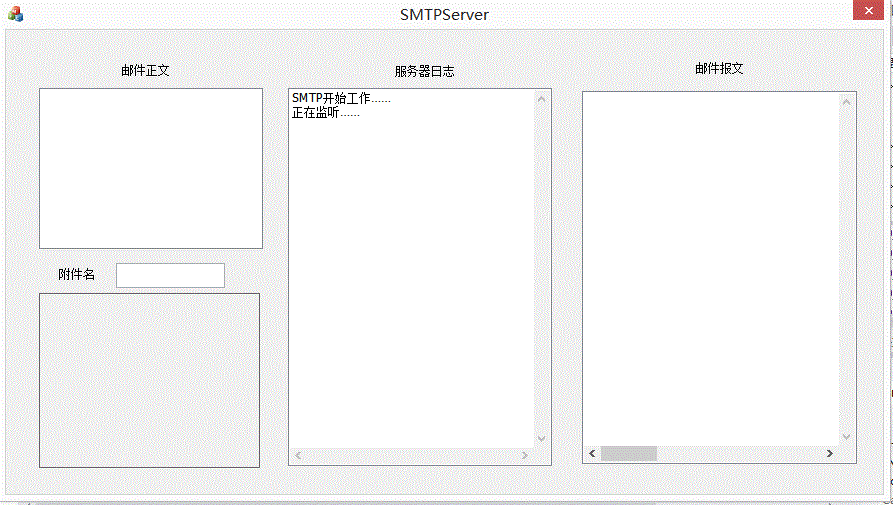 SMTPServer
邮件正文
服务器日志
邮件报文
SMTP开始工作......
正在监听......
附件名